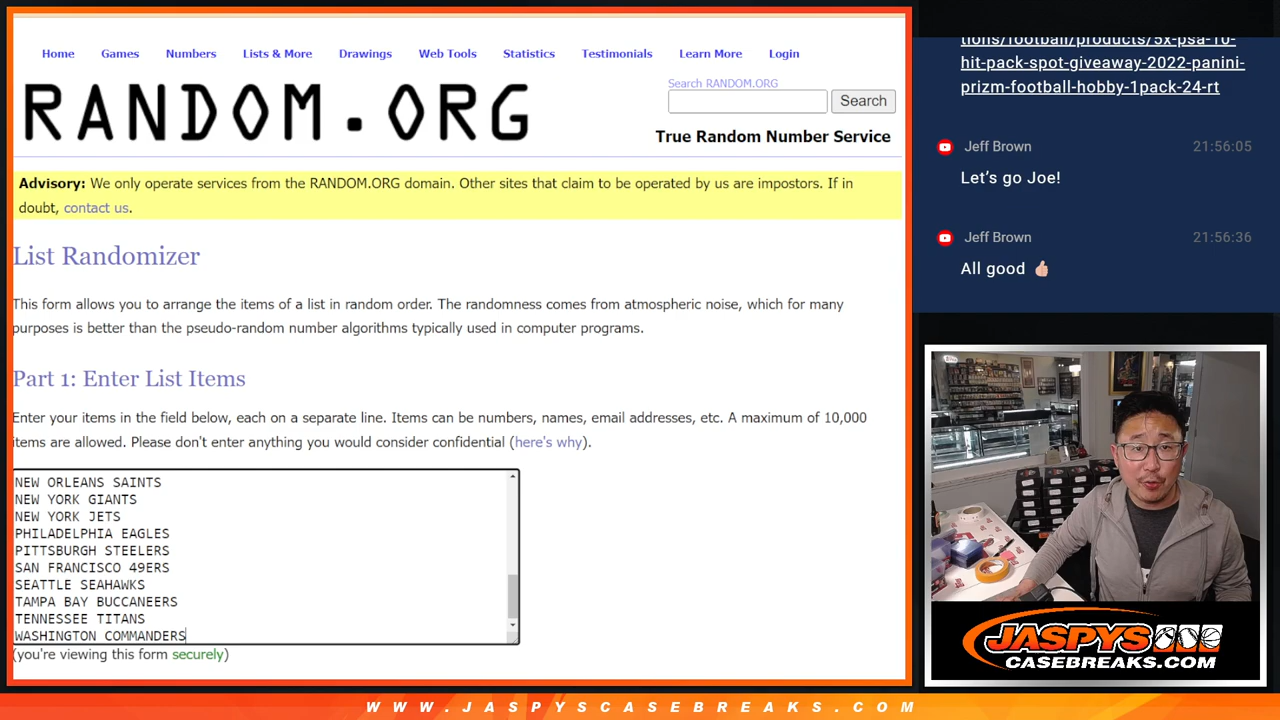 Home Games Numbers Lists & More Drawings Web Tools Statistics Testimonials Learn More Login
RANDOM.ORG
Search RANDOM.ORG
Search
True Random Number Service
Advisory: We only operate services from the RANDOM.ORG domain. Other sites that claim to be operated by us are impostors. If in
doubt, contact us.
List Randomizer
This form allows you to arrange the items of a list in random order. The randomness comes from atmospheric noise, which for many
purposes is better than the pseudo-random number algorithms typically used in computer programs.
Part 1: Enter List Items
Enter your items in the field below, each on a separate line. Items can be numbers, names, email addresses, etc. A maximum of 10,000
items are allowed. Please don't enter anything you would consider confidential (here's why).
NEW ORLEANS SAINTS
NEW YORK GIANTS
NEW YORK JETS
PHILADELPHIA EAGLES
PITTSBURGH STEELERS
SAN FRANCISCO 49ERS
SEATTLE SEAHAWKS
TAMPA BAY BUCCANEERS
TENNESSEE TITANS
WASHINGTON COMMANDERS
(you're viewing this form securely)
tions/football/products/5x-psa-10-
hit-pack-spot-giveaway-2022-panini-
prizm-football-hobby-1pack-24-rt
Jeff Brown 21:56:05
Let's go Joe!
Jeff Brown 21:56:36
All good 👍🏼
JASPYS
CASEBREAKS.COM
WWW.JASPYSCASEBREAKS.COM